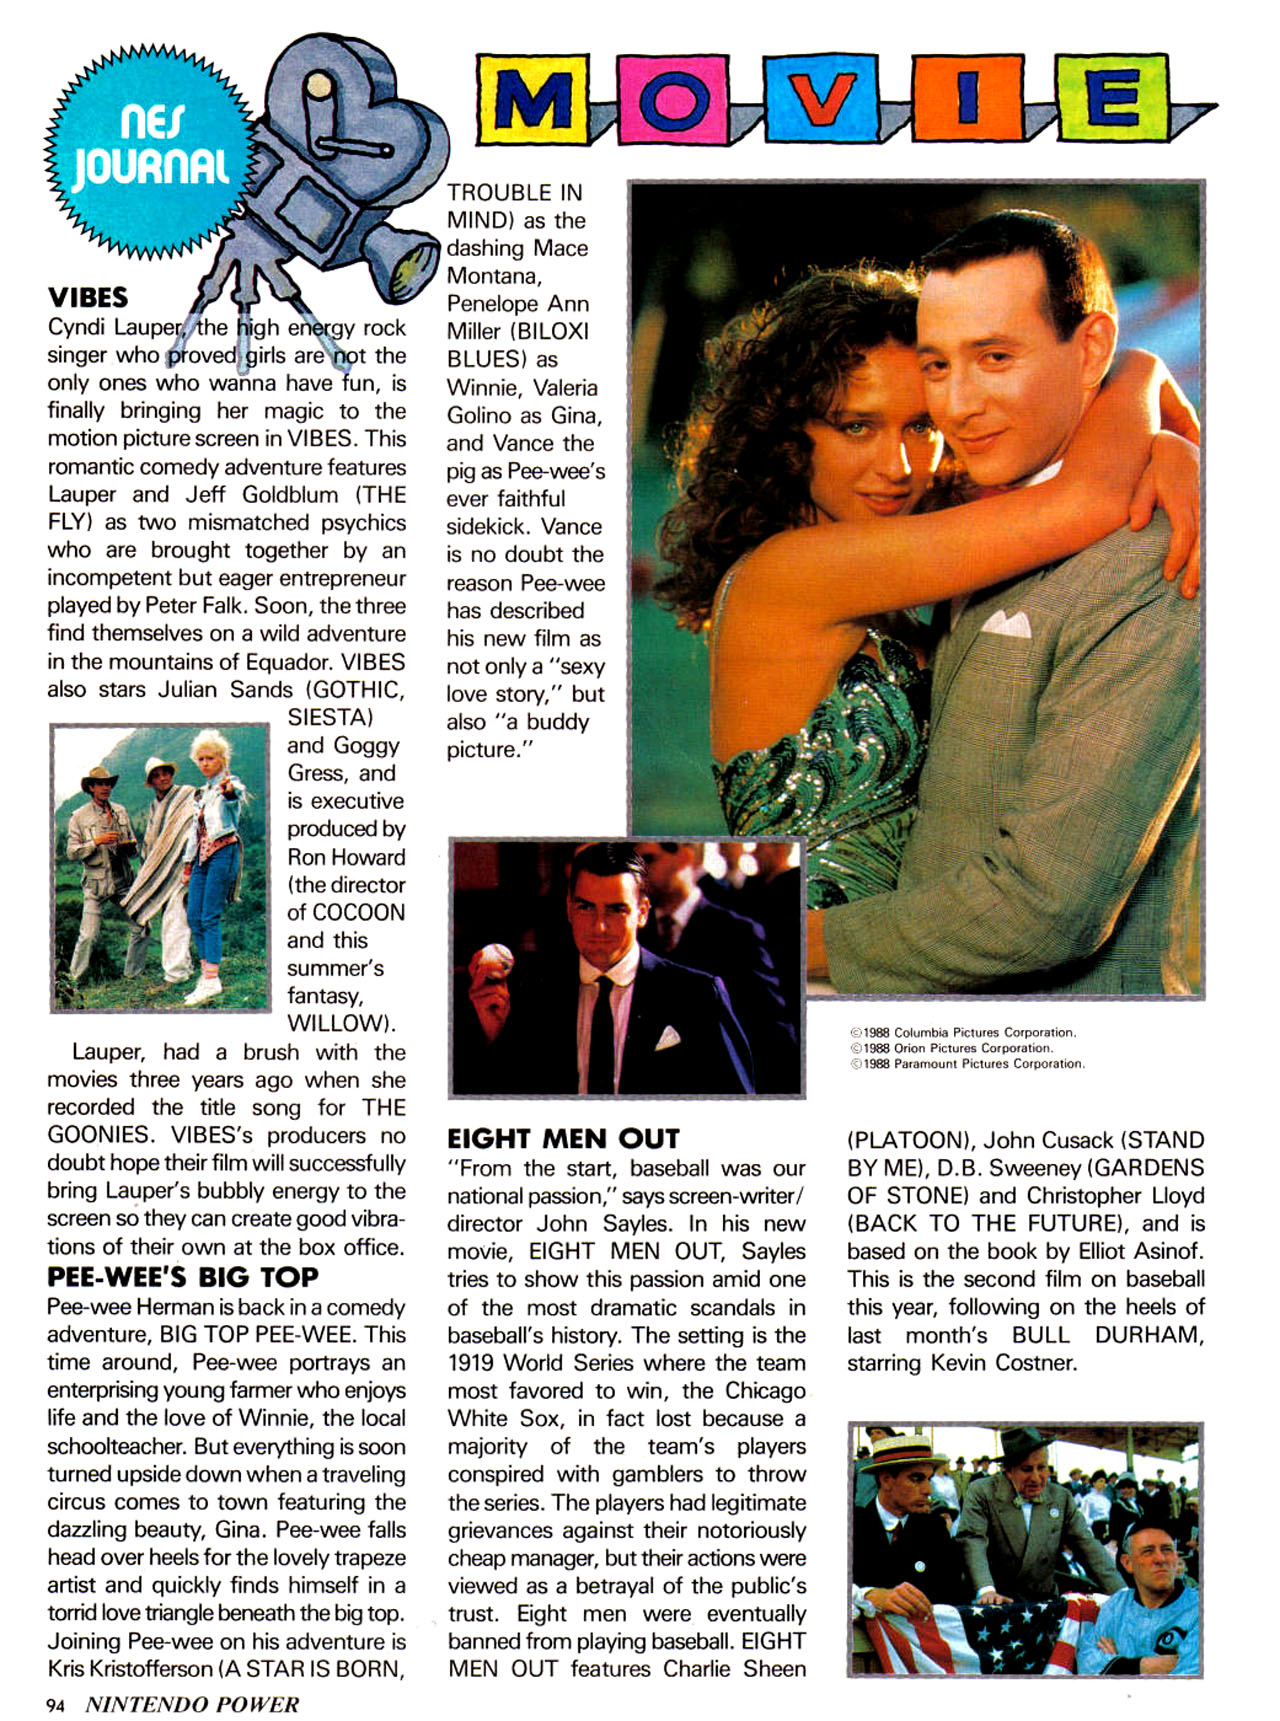 NES
JOURNAL
MOVIE
VIBES
Cyndi Lauper, the high energy rock
singer who proved girls are not the
only ones who wanna have fun, is
finally bringing her magic to the
motion picture screen in VIBES. This
romantic comedy adventure features
Lauper and Jeff Goldblum (THE
FLY) as two mismatched psychics
who are brought together by an
incompetent but eager entrepreneur
played by Peter Falk. Soon, the three
find themselves on a wild adventure
in the mountains of Equador. VIBES
also stars Julian Sands (GOTHIC,
SIESTA)
and Goggy
Gress, and
is executive
produced by
Ron Howard
(the director
of COCOON
and this
summer's
fantasy,
WILLOW).
Lauper, had a brush with the
movies three years ago when she
recorded the title song for THE
GOONIES. VIBES's producers no
doubt hope their film will successfully
bring Lauper's bubbly energy to the
screen so they can create good vibra-
tions of their own at the box office.
PEE-WEE'S BIG TOP
Pee-wee Herman is back in a comedy
adventure, BIG TOP PEE-WEE. This
time around, Pee-wee portrays an
enterprising young farmer who enjoys
life and the love of Winnie, the local
schoolteacher. But everything is soon
turned upside down when a traveling
circus comes to town featuring the
dazzling beauty, Gina. Pee-wee falls
head over heels for the lovely trapeze
artist and quickly finds himself in a
torrid love triangle beneath the big top.
Joining Pee-wee on his adventure is
Kris Kristofferson (A STAR IS BORN,
TROUBLE IN
MIND) as the
dashing Mace
Montana,
Penelope Ann
Miller (BILOXI
BLUES) as
Winnie, Valeria
Golino as Gina,
and Vance the
pig as Pee-wee's
ever faithful
sidekick. Vance
is no doubt the
reason Pee-wee
has described
his new film as
not only a "sexy
love story," but
also "a buddy
picture."
©1988 Columbia Pictures Corporation.
©1988 Orion Pictures Corporation.
©1988 Paramount Pictures Corporation.
EIGHT MEN OUT
"From the start, baseball was our
national passion," says screen-writer/
director John Sayles. In his new
movie, EIGHT MEN OUT, Sayles
tries to show this passion amid one
of the most dramatic scandals in
baseball's history. The setting is the
1919 World Series where the team
most favored to win, the Chicago
White Sox, in fact lost because a
majority of the team's players
conspired with gamblers to throw
the series. The players had legitimate
grievances against their notoriously
cheap manager, but their actions were
viewed as a betrayal of the public's
trust. Eight men were eventually
banned from playing baseball. EIGHT
MEN OUT features Charlie Sheen
(PLATOON), John Cusack (STAND
BY ME), D.B. Sweeney (GARDENS
OF STONE) and Christopher Lloyd
(BACK TO THE FUTURE), and is
based on the book by Elliot Asinof.
This is the second film on baseball
this year, following on the heels of
last month's BULL DURHAM,
starring Kevin Costner.
94 NINTENDO POWER